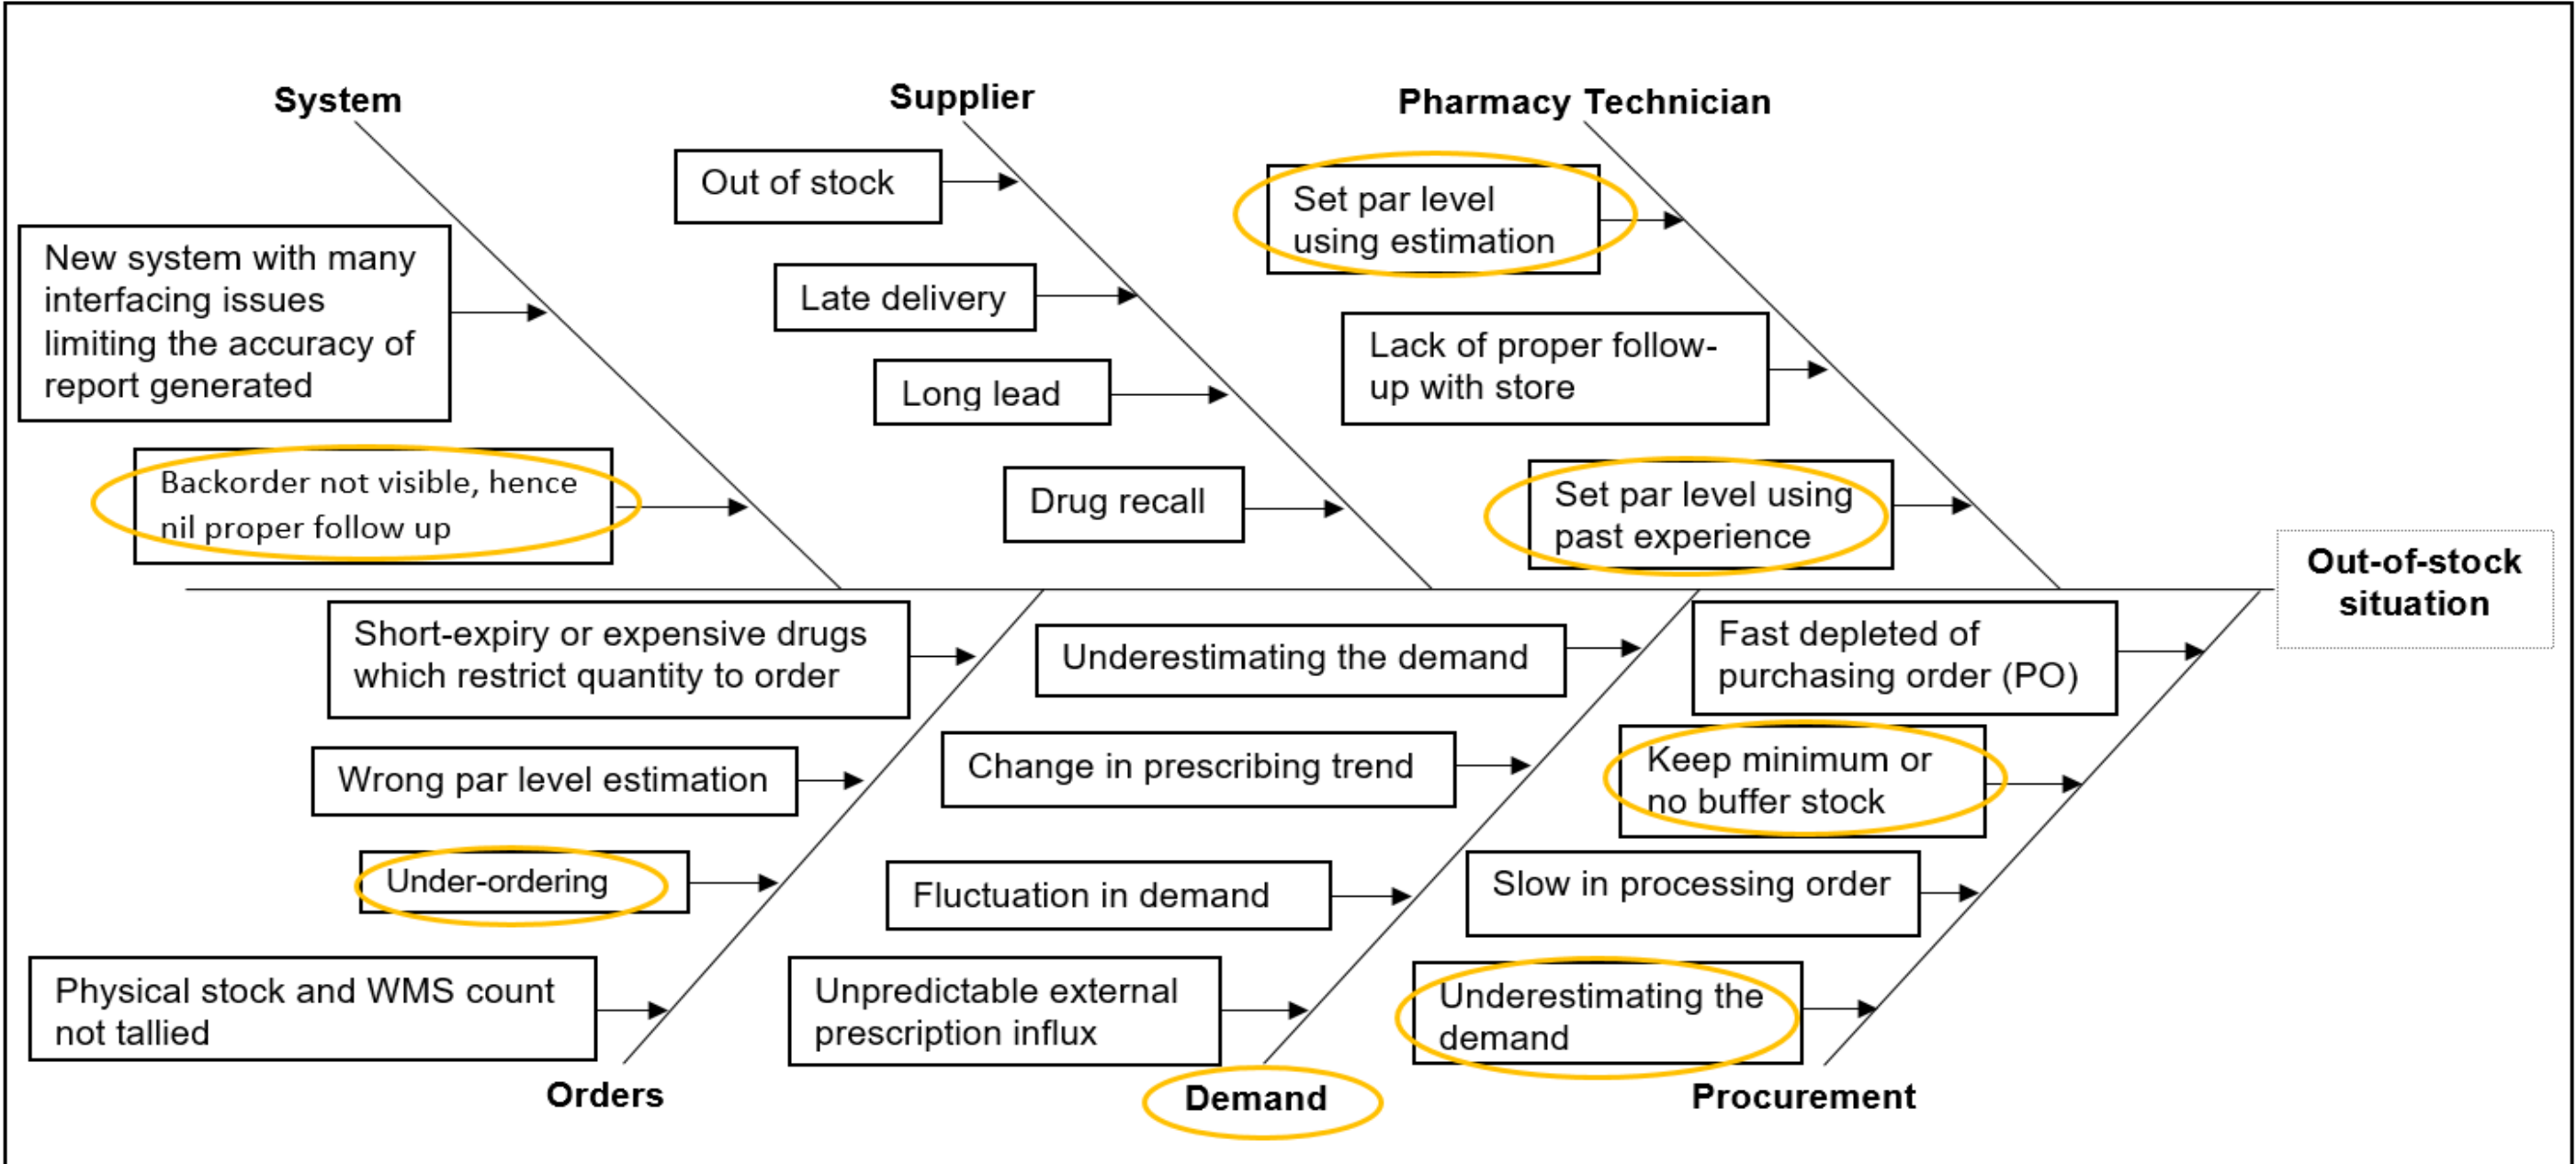 System
Supplier
Pharmacy Technician
New system with many
interfacing issues
limiting the accuracy of
report generated
Backorder not visible, hence
nil proper follow up
Out of stock
Late delivery
Long lead
Drug recall
Set par level
using estimation
Lack of proper follow-
up with store
Set par level using
past experience
Out-of-stock
situation
Short-expiry or expensive drugs
which restrict quantity to order
Wrong par level estimation
Under-ordering
Physical stock and WMS count
not tallied
Underestimating the demand
Change in prescribing trend
Fluctuation in demand
Unpredictable external
prescription influx
Fast depleted of
purchasing order (PO)
Keep minimum or
no buffer stock
Slow in processing order
Underestimating the
demand
Orders
Demand
Procurement